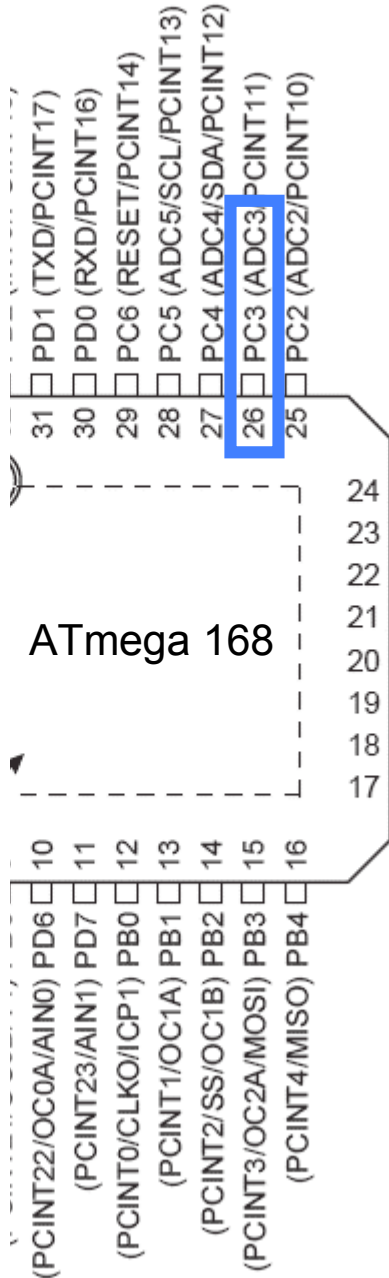 31 PD1 (TXD/PCINT17)
30 PD0 (RXD/PCINT16)
29 PC6 (RESET/PCINT14)
28 PC5 (ADC5/SCL/PCINT13)
27 PC4 (ADC4/SDA/PCINT12)
26 PC3 (ADC3/PCINT11)
25 PC2 (ADC2/PCINT10)
24
23
22
21
20
19
18
17
ATmega 168
(PCINT22/OC0A/AIN0) PD6 10
(PCINT23/AIN1) PD7 11
(PCINT0/CLKO/ICP1) PB0 12
(PCINT1/OC1A) PB1 13
(PCINT2/SS/OC1B) PB2 14
(PCINT3/OC2A/MOSI) PB3 15
(PCINT4/MISO) PB4 16